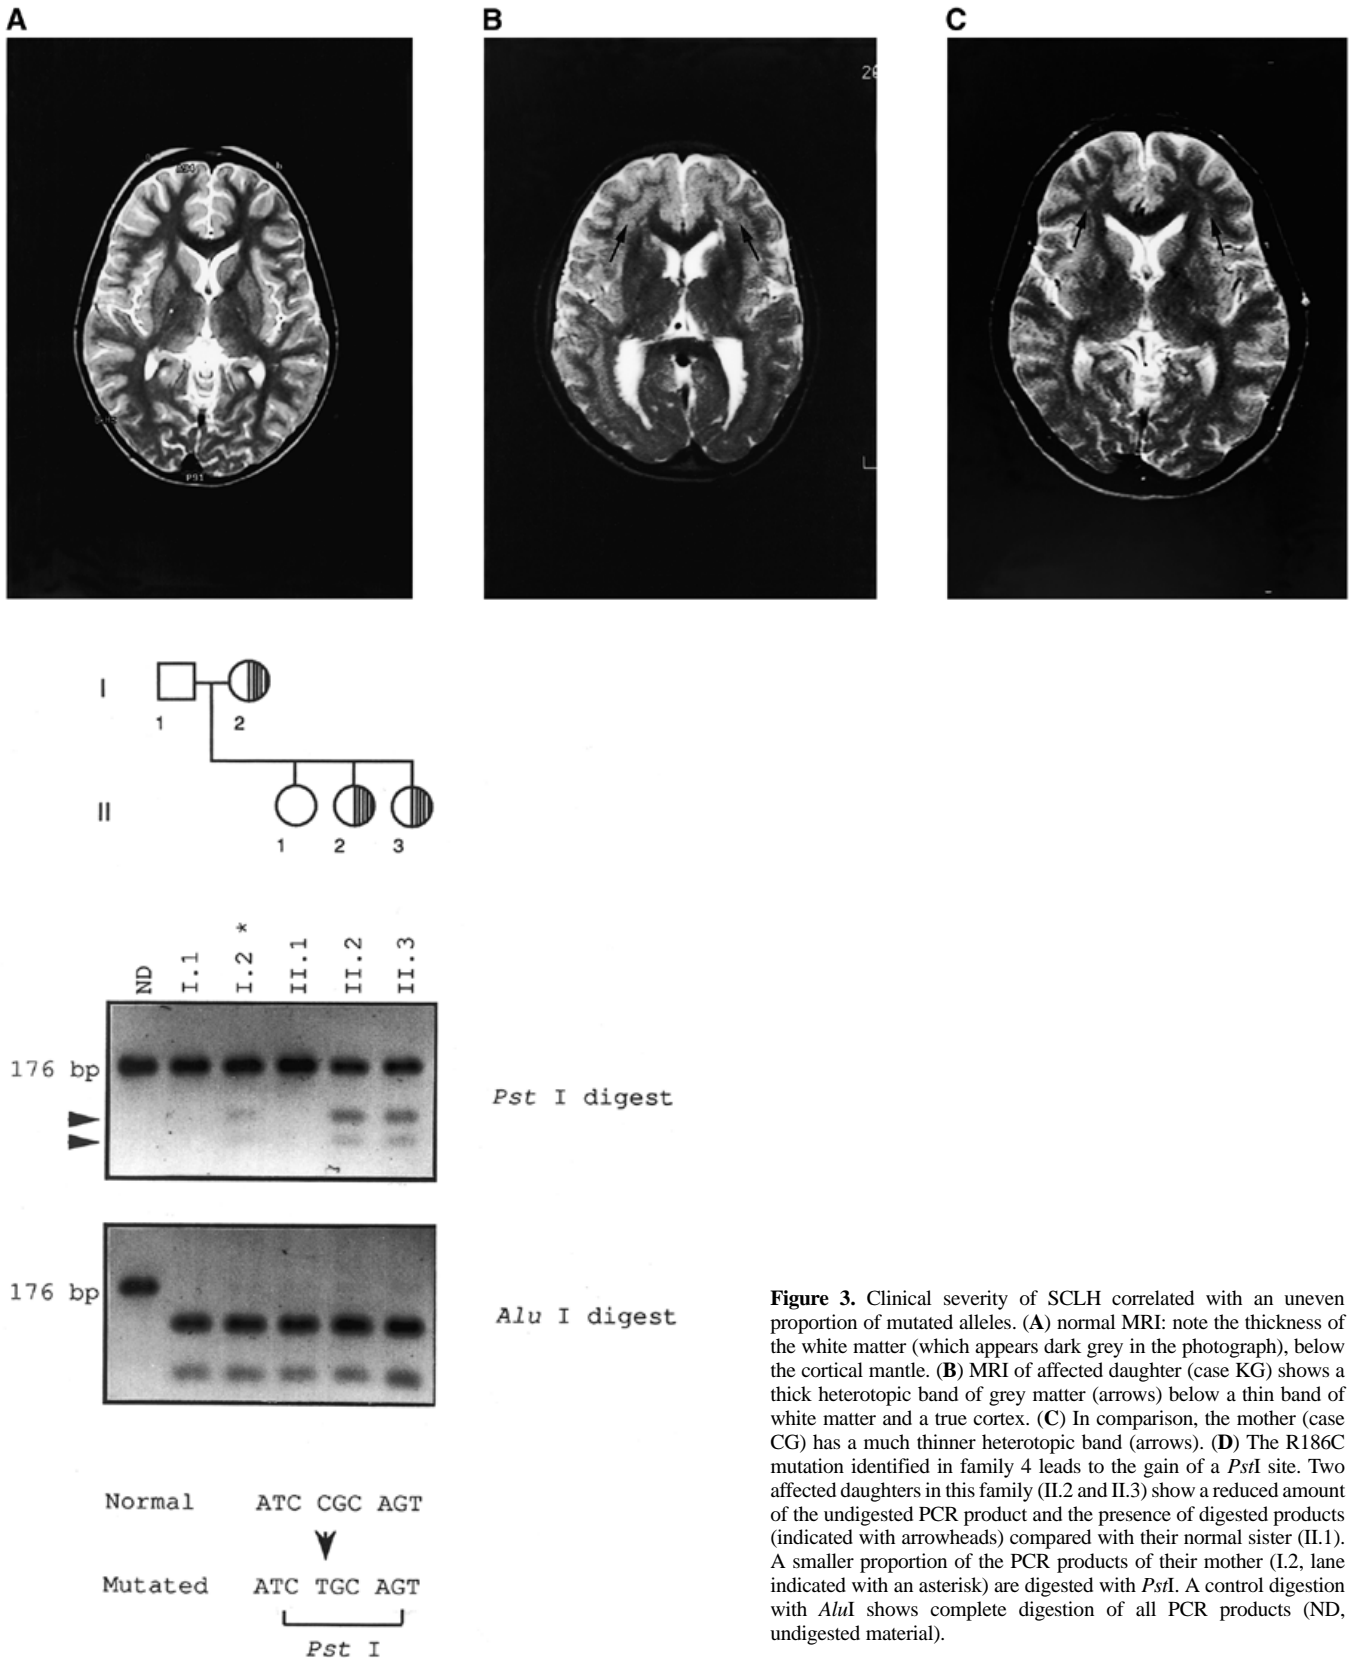 A
B
C
I
1
2
II
1
2
3
ND
I.1
I.2 *
II.1
II.2
II.3
176 bp
Pst I digest
176 bp
Alu I digest
Normal ATC CGC AGT
Mutated ATC TGC AGT
Pst I
Figure 3. Clinical severity of SCLH correlated with an uneven
proportion of mutated alleles. (A) normal MRI: note the thickness of
the white matter (which appears dark grey in the photograph), below
the cortical mantle. (B) MRI of affected daughter (case KG) shows a
thick heterotopic band of grey matter (arrows) below a thin band of
white matter and a true cortex. (C) In comparison, the mother (case
CG) has a much thinner heterotopic band (arrows). (D) The R186C
mutation identified in family 4 leads to the gain of a PstI site. Two
affected daughters in this family (II.2 and II.3) show a reduced amount
of the undigested PCR product and the presence of digested products
(indicated with arrowheads) compared with their normal sister (II.1).
A smaller proportion of the PCR products of their mother (I.2, lane
indicated with an asterisk) are digested with PstI. A control digestion
with AluI shows complete digestion of all PCR products (ND,
undigested material).